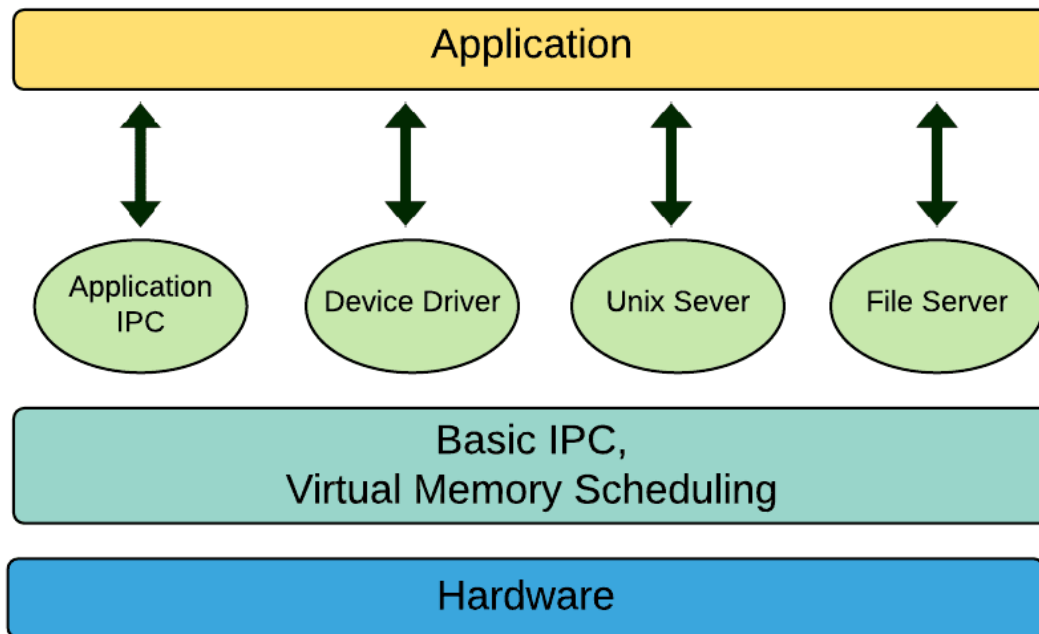 Application
Application
IPC
Device Driver
Unix Sever
File Server
Basic IPC,
Virtual Memory Scheduling
Hardware